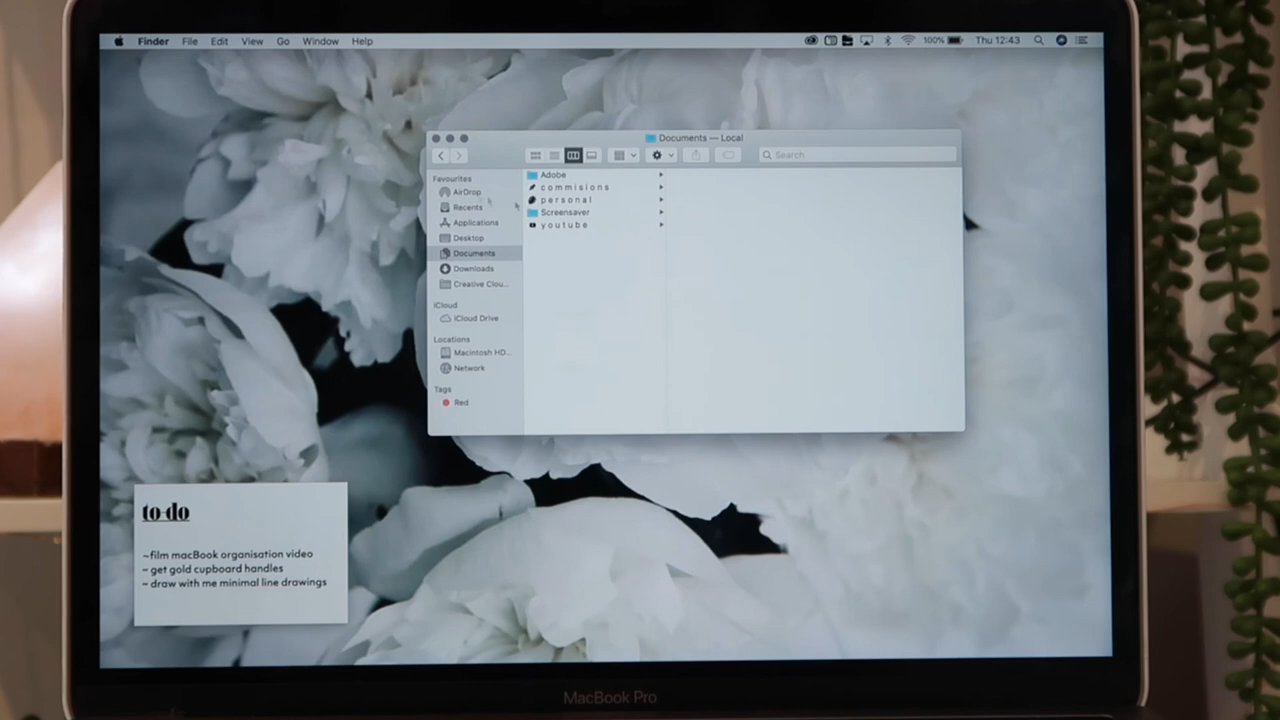 Finder File Edit View Go Window Help 100% Thu 12:43
Documents — Local
Search
Favourites
AirDrop
Recents
Applications
Desktop
Documents
Downloads
Creative Clou...
iCloud
iCloud Drive
Locations
Macintosh HD...
Network
Tags
Red
Adobe
commisions
personal
Screensaver
youtube
to-do
~film macBook organisation video
~ get gold cupboard handles
~ draw with me minimal line drawings
MacBook Pro